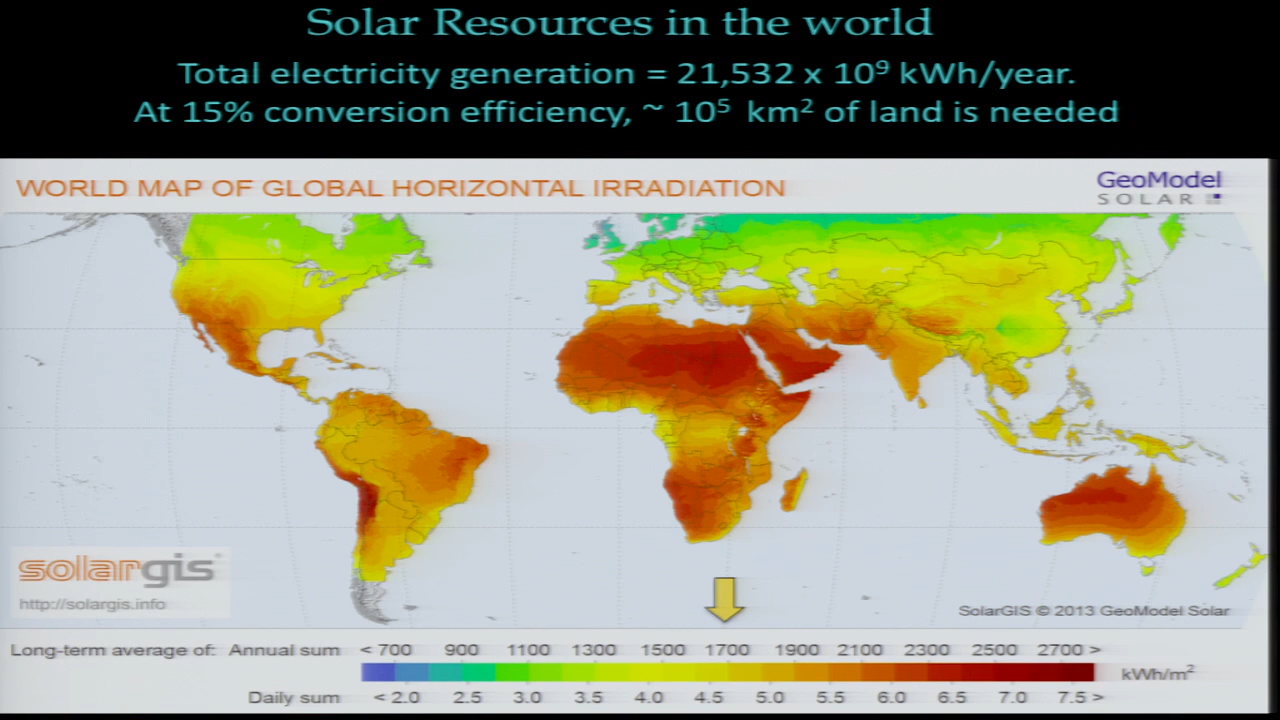 Solar Resources in the world
Total electricity generation = 21,532 x 10⁹ kWh/year.
At 15% conversion efficiency, ~ 10⁵ km² of land is needed
WORLD MAP OF GLOBAL HORIZONTAL IRRADIATION
GeoModel
SOLAR
solargis
http://solargis.info
SolarGIS © 2013 GeoModel Solar
Long-term average of: Annual sum < 700 900 1100 1300 1500 1700 1900 2100 2300 2500 2700 >
kWh/m²
Daily sum < 2.0 2.5 3.0 3.5 4.0 4.5 5.0 5.5 6.0 6.5 7.0 7.5 >